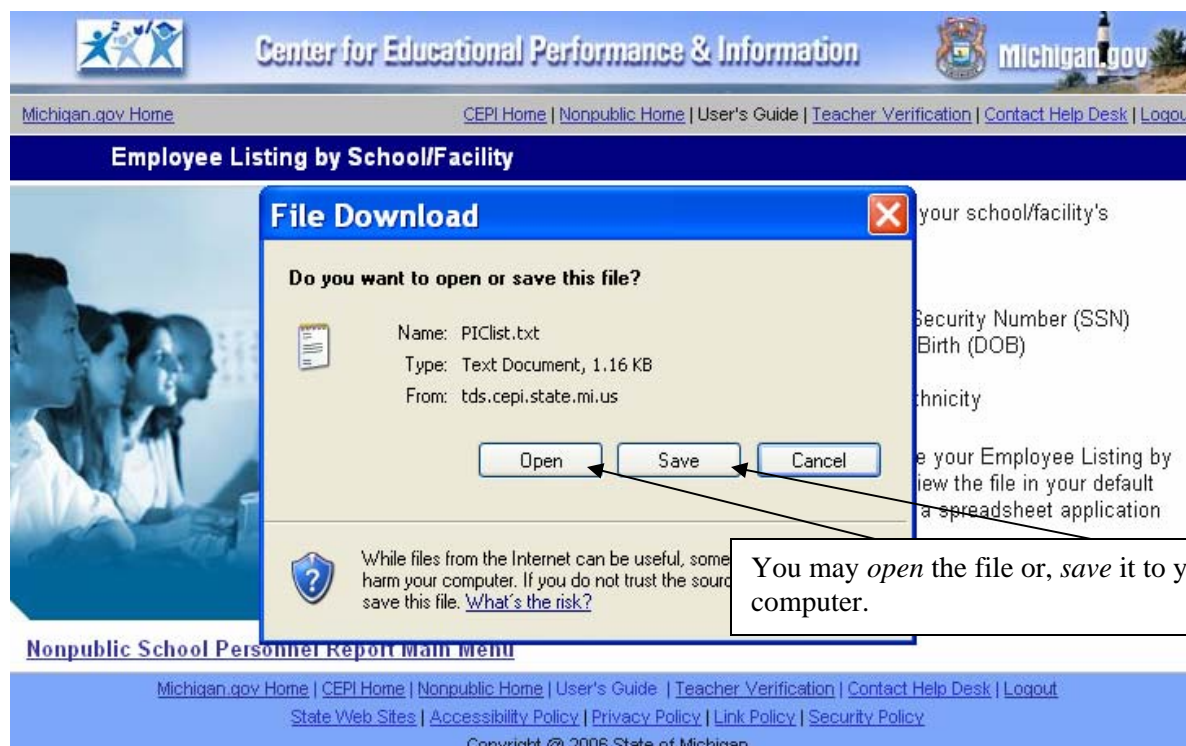 Center for Educational Performance & Information
Michigan.gov
Michigan.gov Home
CEPI Home | Nonpublic Home | User's Guide | Teacher Verification | Contact Help Desk | Logou
Employee Listing by School/Facility
File Download
your school/facility's
Do you want to open or save this file?
Name: PIClist.txt
Type: Text Document, 1.16 KB
From: tds.cepi.state.mi.us
Security Number (SSN)
Birth (DOB)
thnicity
Open Save Cancel
e your Employee Listing by
iew the file in your default
a spreadsheet application
While files from the Internet can be useful, some
harm your computer. If you do not trust the sourc
save this file. What's the risk?
You may open the file or, save it to y
computer.
Nonpublic School Personnel Report Main Menu
Michigan.gov Home | CEPI Home | Nonpublic Home | User's Guide | Teacher Verification | Contact Help Desk | Logout
State Web Sites | Accessibility Policy | Privacy Policy | Link Policy | Security Policy
Copyright @ 2006 State of Michigan